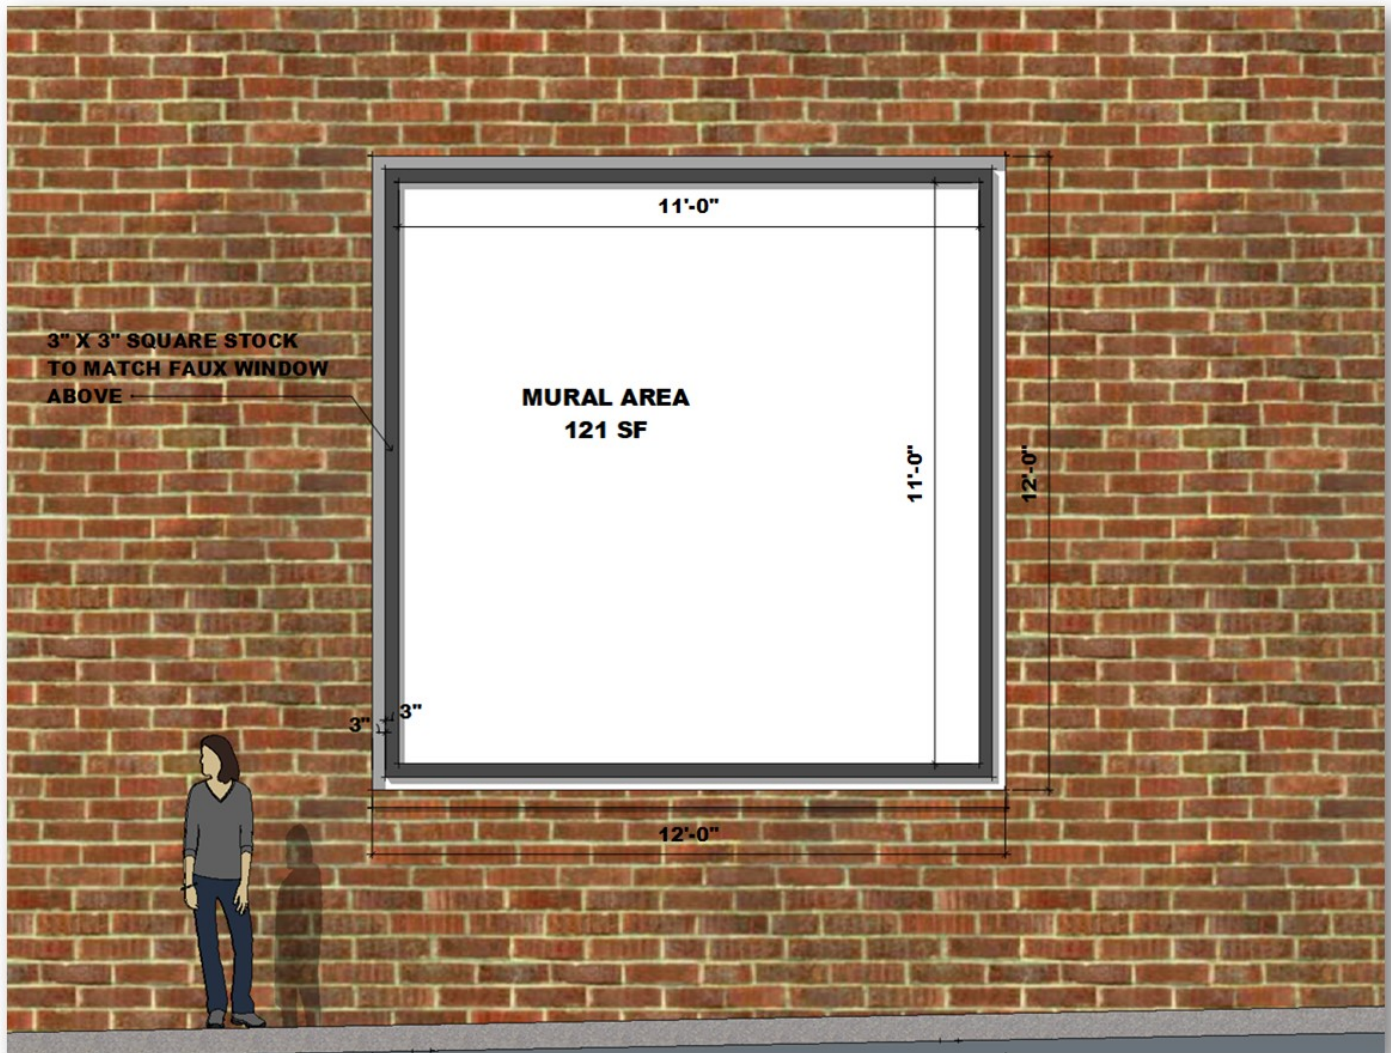 11'-0"
3" X 3" SQUARE STOCK
TO MATCH FAUX WINDOW
ABOVE
MURAL AREA
121 SF
11'-0"
12'-0"
3"
3"
12'-0"